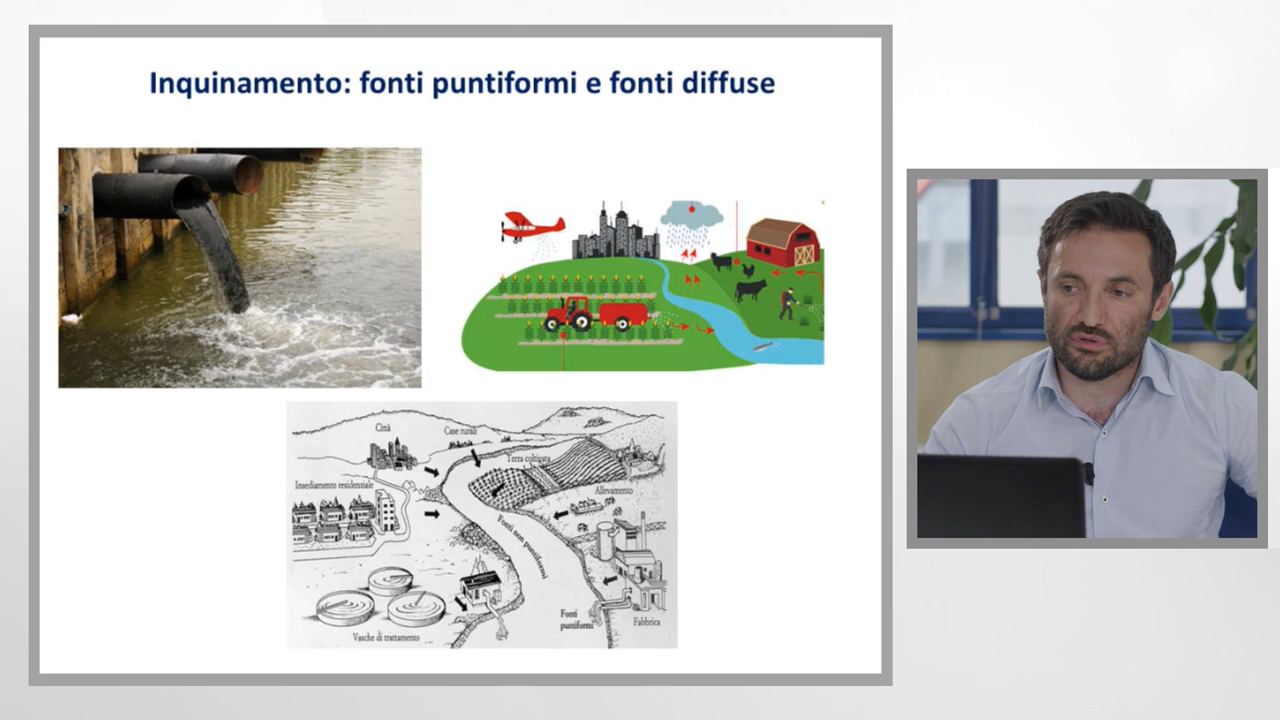 Inquinamento: fonti puntiformi e fonti diffuse
Città
Case rurali
Terra coltivata
Insediamento residenziale
Allevamento
Fonti non puntiformi
Fonti
puntiformi
Fabbrica
Vasche di trattamento